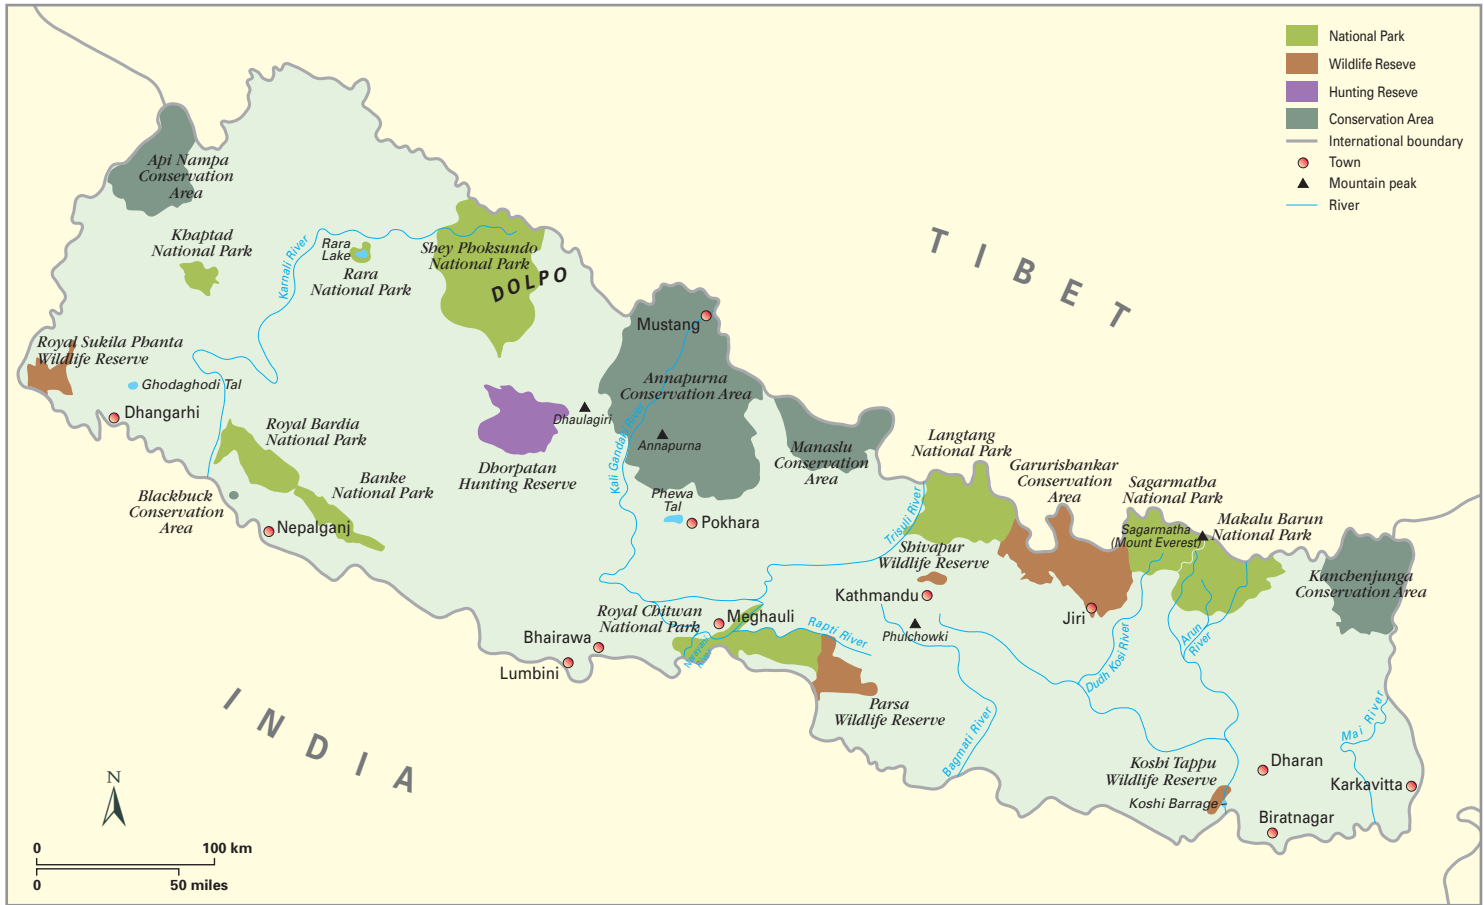 National Park
Wildlife Reseve
Hunting Reseve
Conservation Area
International boundary
Town
Mountain peak
River
TIBET
INDIA
Api Nampa
Conservation
Area
Khaptad
National Park
Karnali River
Rara
Lake
Rara
National Park
Shey Phoksundo
National Park
DOLPO
Royal Sukila Phanta
Wildlife Reserve
Ghodaghodi Tal
Dhangarhi
Royal Bardia
National Park
Banke
National Park
Blackbuck
Conservation
Area
Nepalganj
Dhorpatan
Hunting Reserve
Dhaulagiri
Mustang
Annapurna
Conservation Area
Annapurna
Kali Gandaki River
Phewa
Tal
Pokhara
Manaslu
Conservation
Area
Langtang
National Park
Garurishankar
Conservation
Area
Sagarmatha
National Park
Sagarmatha
(Mount Everest)
Makalu Barun
National Park
Kanchenjunga
Conservation Area
Trisuli River
Shivapur
Wildlife Reserve
Kathmandu
Phulchowki
Jiri
Royal Chitwan
National Park
Meghauli
Narayani
River
Rapti River
Bhairawa
Lumbini
Parsa
Wildlife Reserve
Bagmati River
Dudh Kosi River
Arun
River
Mai River
Koshi Tappu
Wildlife Reserve
Koshi Barrage
Dharan
Biratnagar
Karkavitta
N
0 100 km
0 50 miles